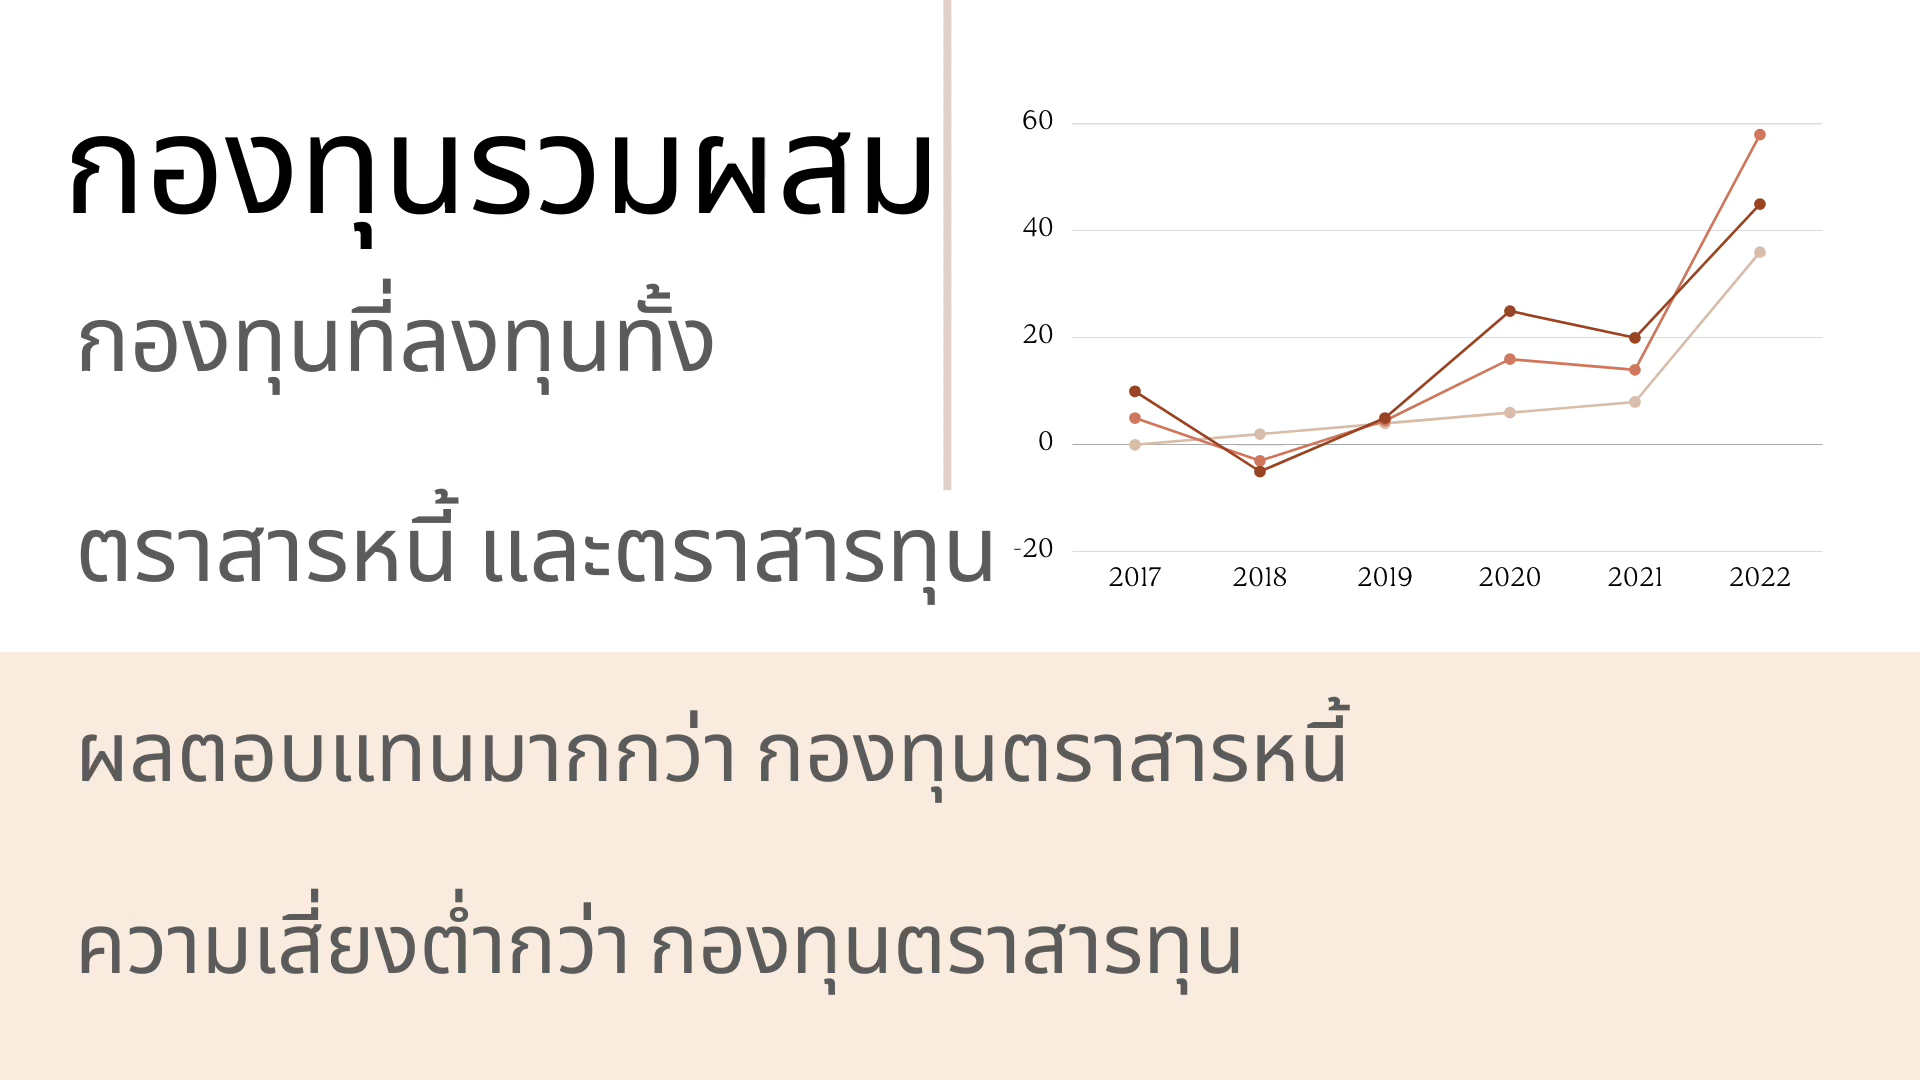 กองทุนรวมผสม
กองทุนที่ลงทุนทั้ง
ตราสารหนี้ และตราสารทุน
60
40
20
0
-20
2017 2018 2019 2020 2021 2022
ผลตอบแทนมากกว่า กองทุนตราสารหนี้
ความเสี่ยงต่ำกว่า กองทุนตราสารทุน